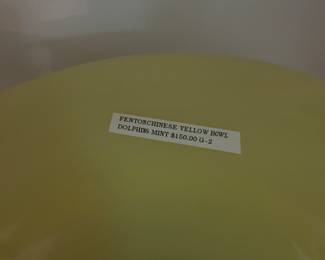 FENTONCHINESE YELLOW BOWL
DOLPHINS MINT $150.00 G-2